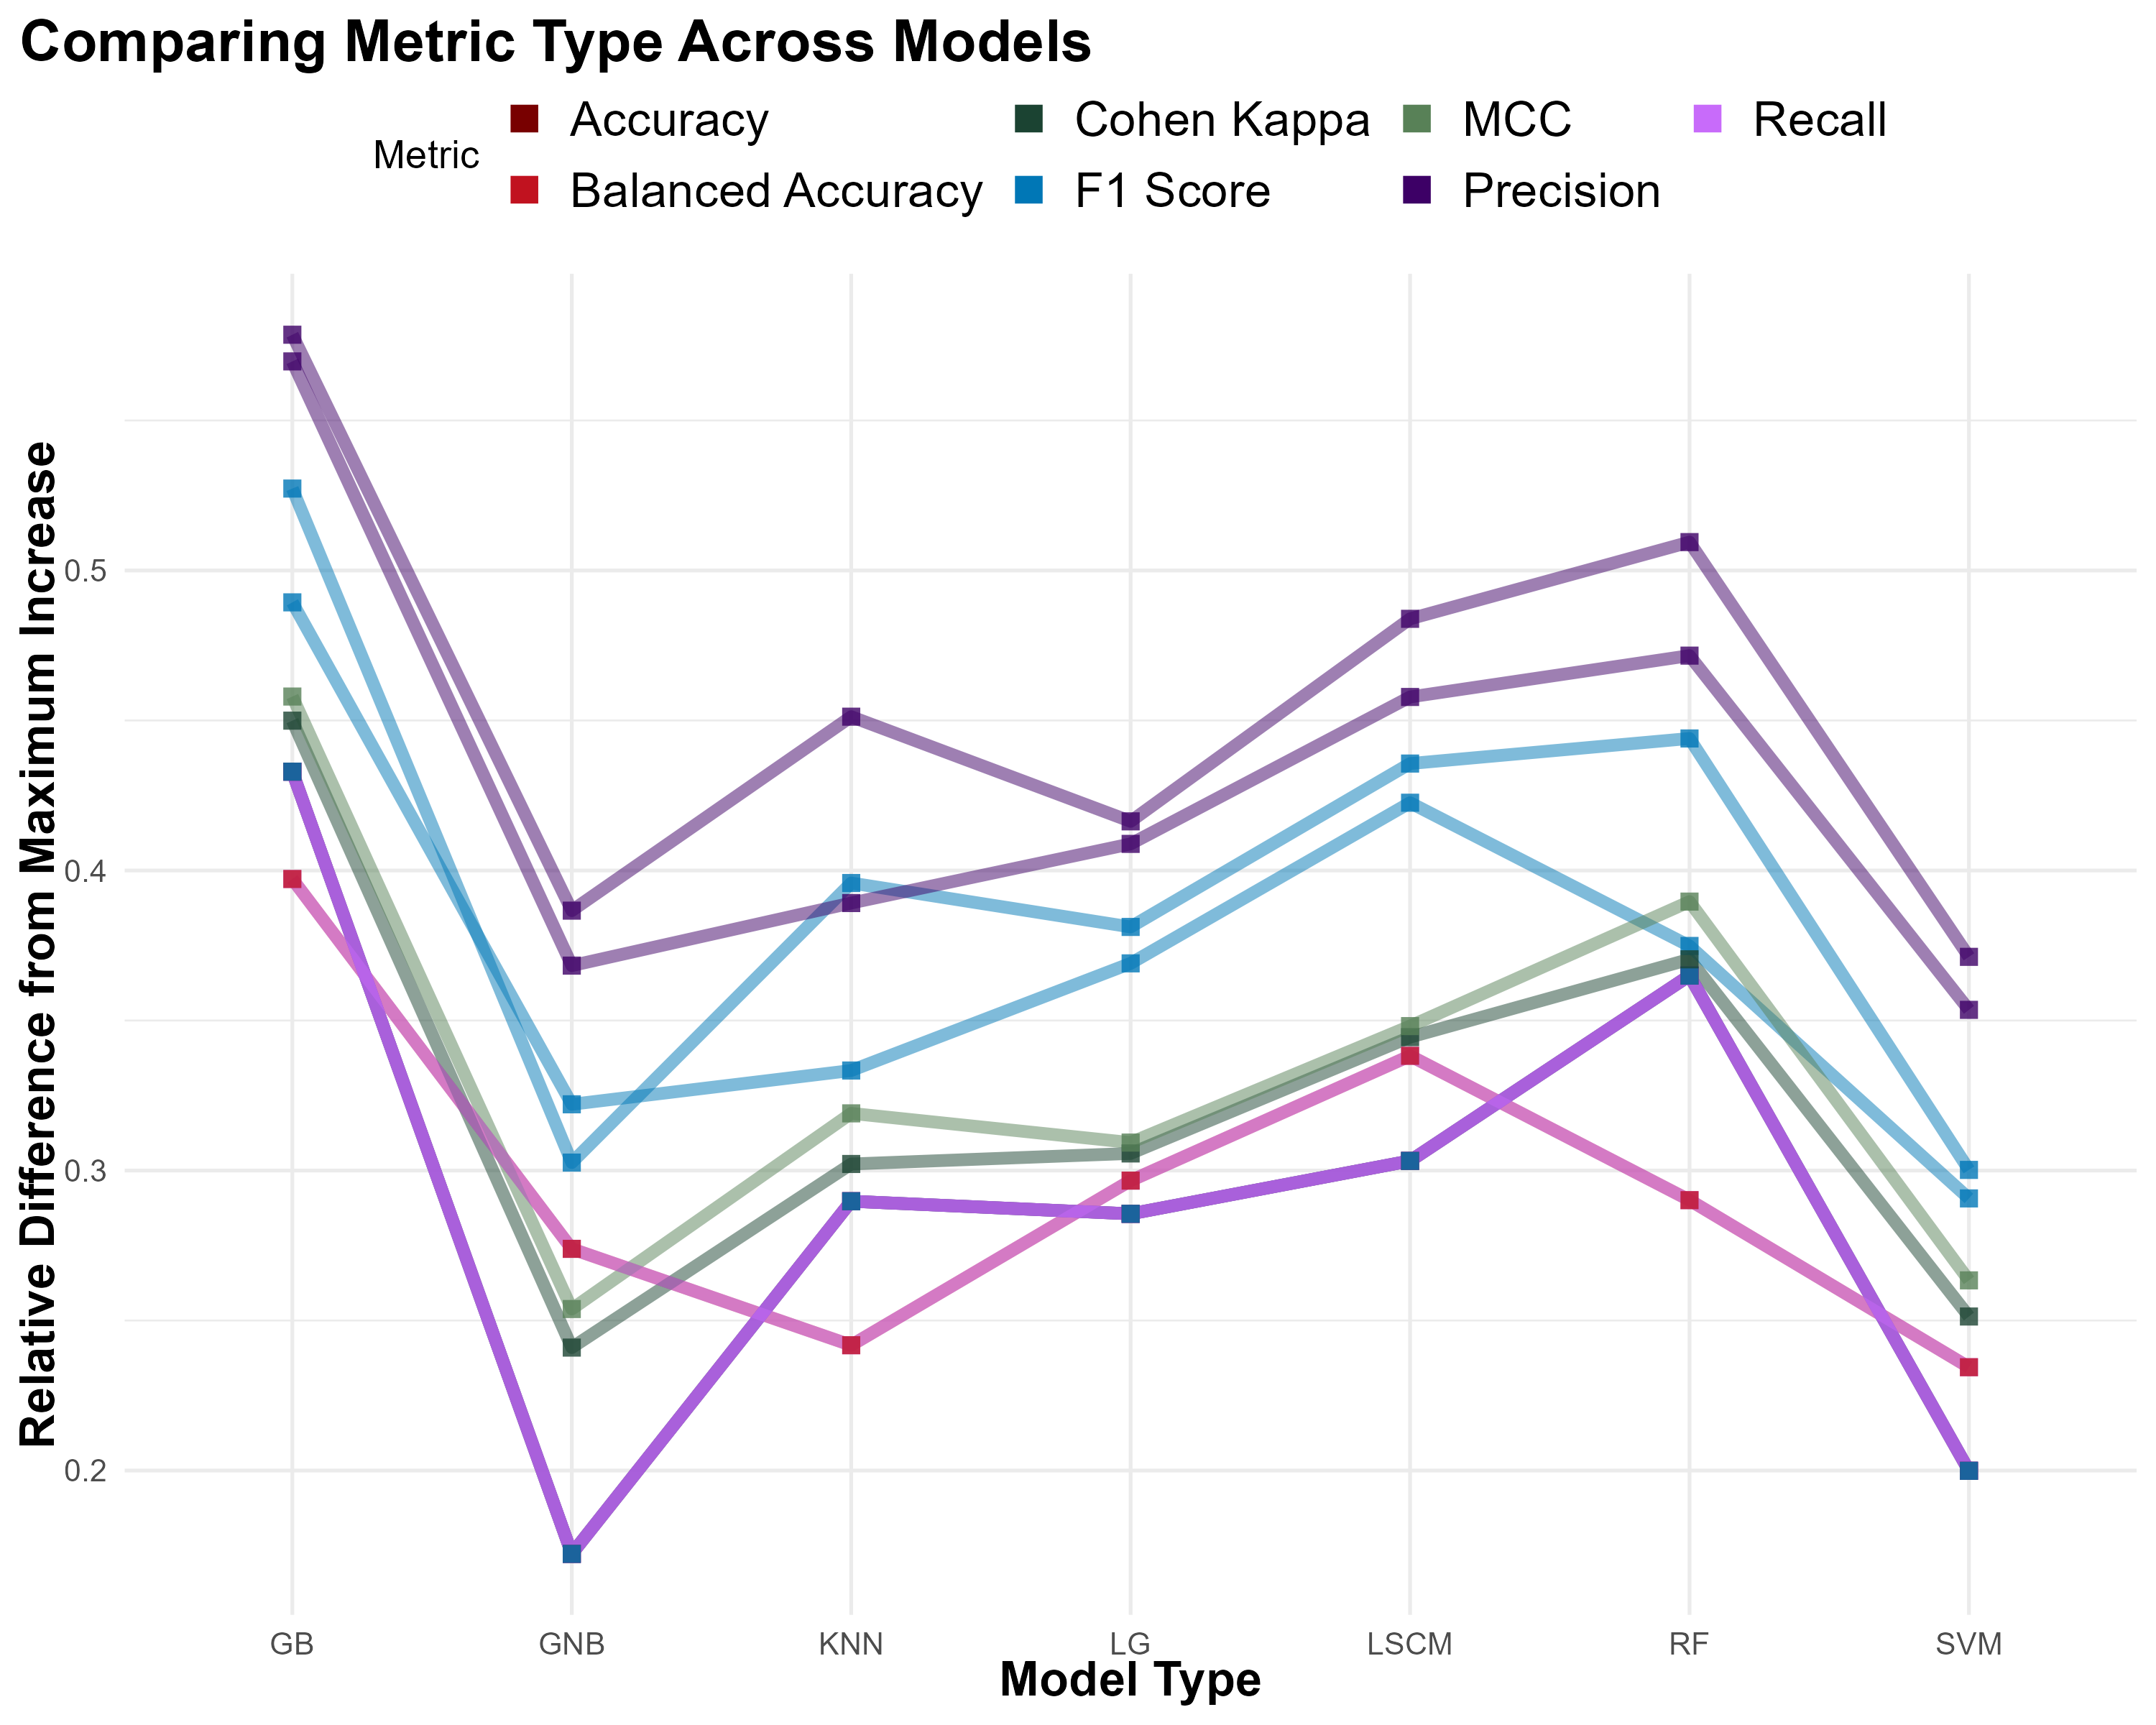 Comparing Metric Type Across Models
Metric
Accuracy
Cohen Kappa
MCC
Recall
Balanced Accuracy
F1 Score
Precision
Relative Difference from Maximum Increase
0.5
0.4
0.3
0.2
GB GNB KNN LG LSCM RF SVM
Model Type